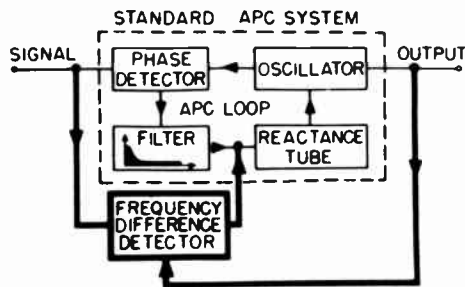 STANDARD APC SYSTEM
SIGNAL
OUTPUT
PHASE
DETECTOR
OSCILLATOR
APC LOOP
FILTER
REACTANCE
TUBE
FREQUENCY
DIFFERENCE
DETECTOR